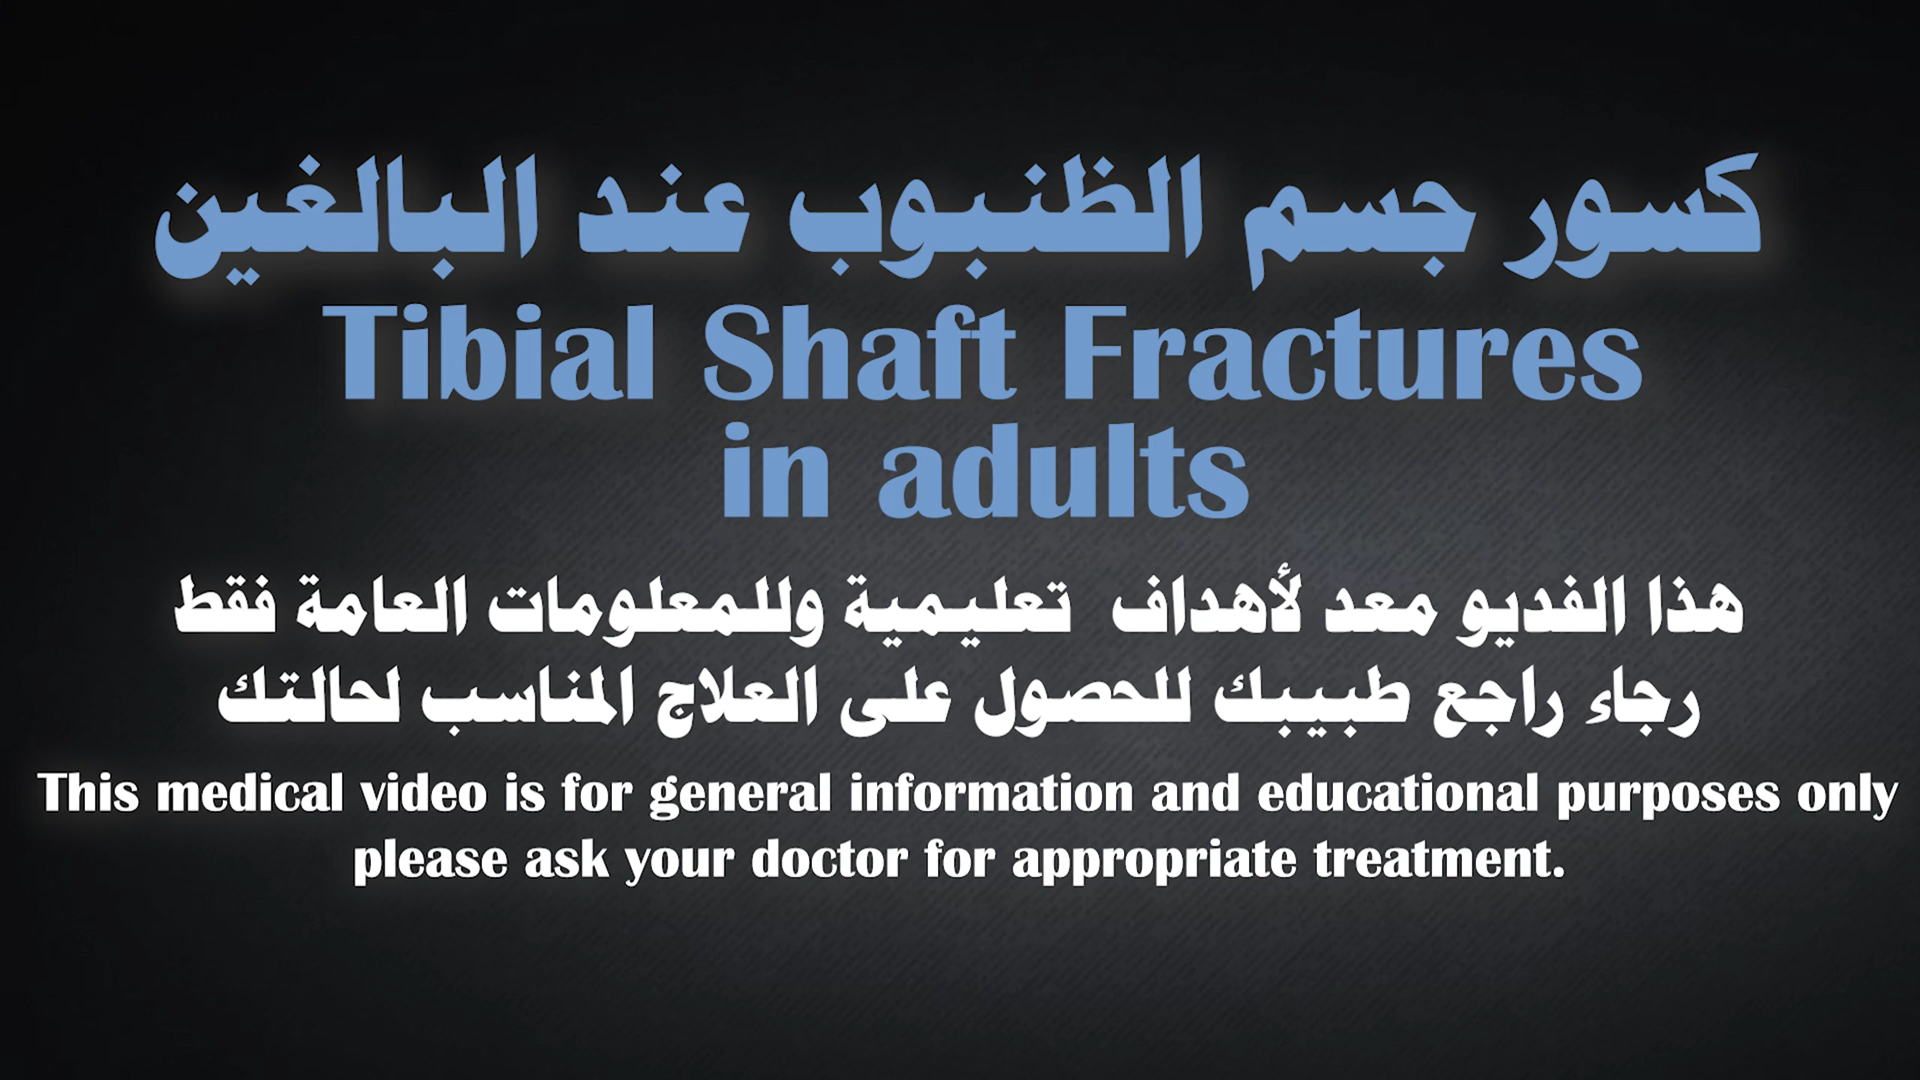 كسور جسم الظنبوب عند البالغين
Tibial Shaft Fractures
in adults
هذا الفديو معد لأهداف تعليمية وللمعلومات العامة فقط
رجاء راجع طبيبك للحصول على العلاج المناسب لحالتك
This medical video is for general information and educational purposes only
please ask your doctor for appropriate treatment.